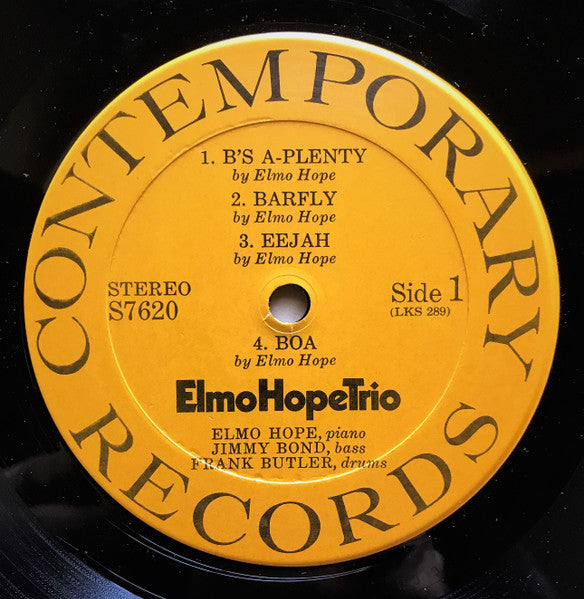 CONTEMPORARY
RECORDS
1. B'S A-PLENTY
by Elmo Hope
2. BARFLY
by Elmo Hope
3. EEJAH
by Elmo Hope
STEREO
S7620
Side 1
(LKS 289)
4. BOA
by Elmo Hope
ElmoHopeTrio
ELMO HOPE, piano
JIMMY BOND, bass
FRANK BUTLER, drums